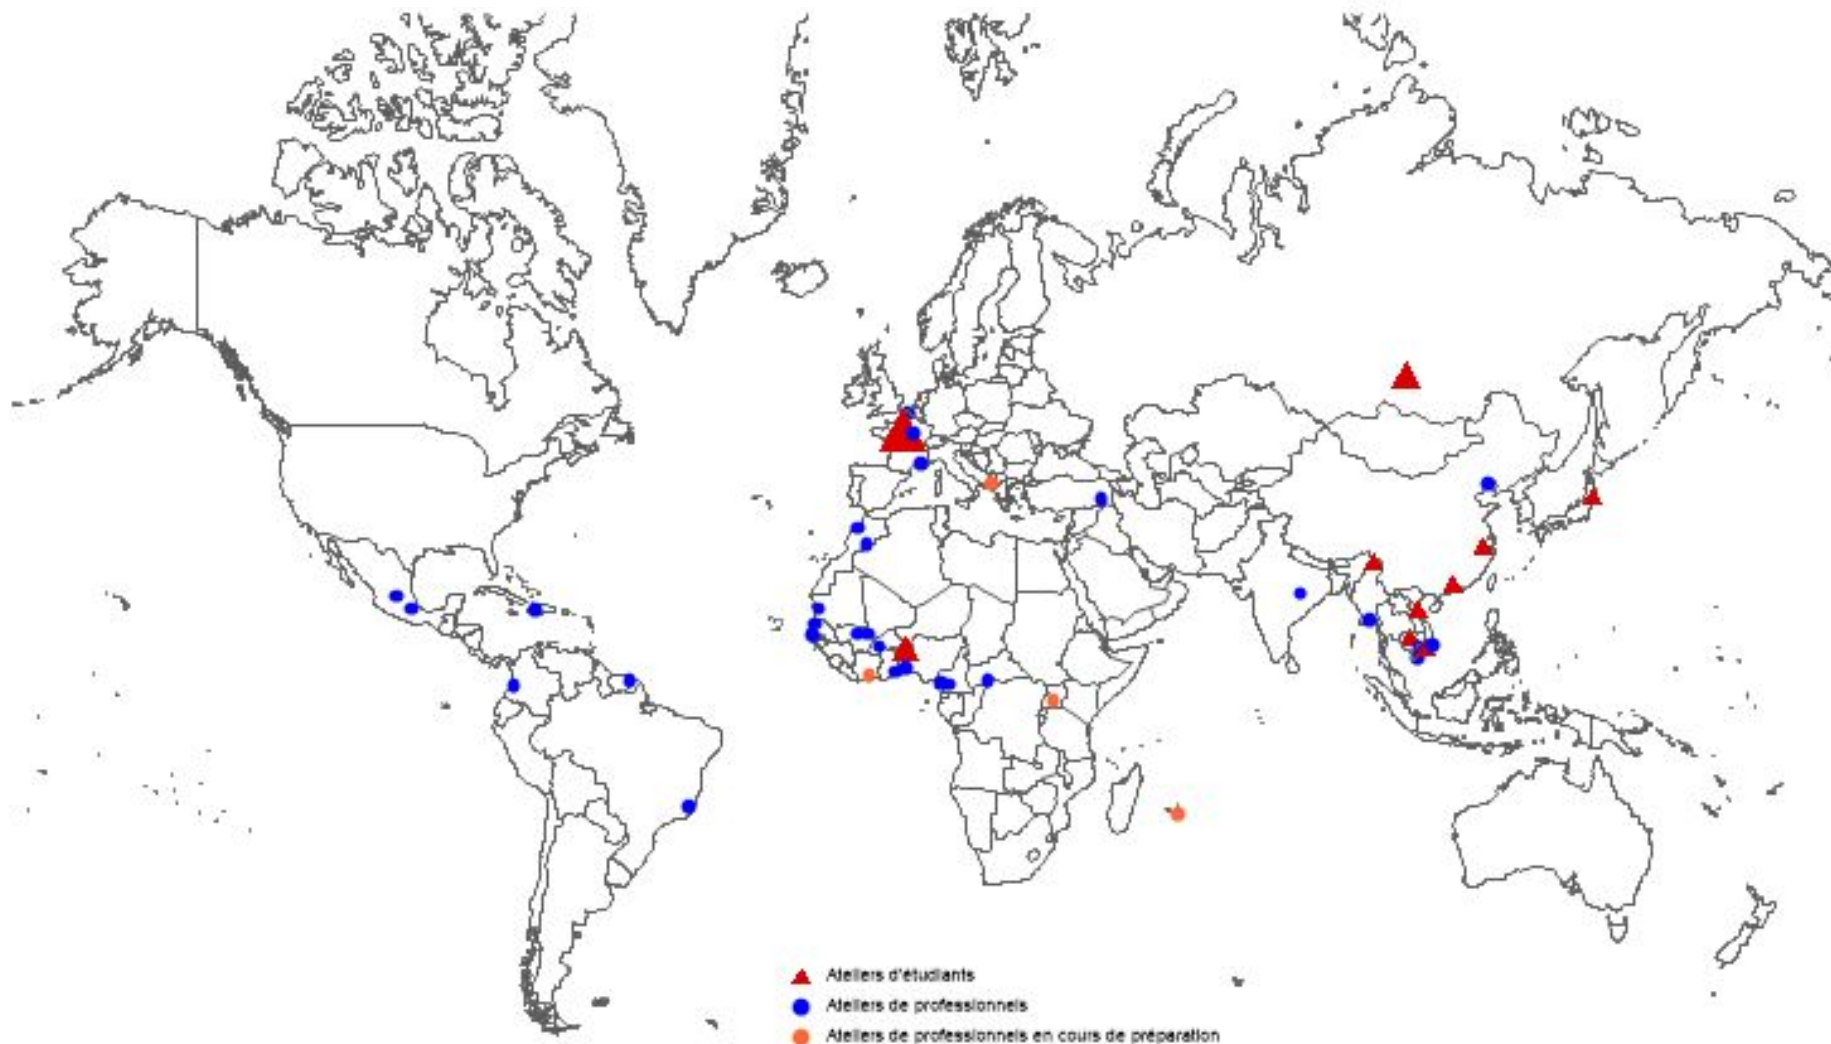 Ateliers d'étudiants
Ateliers de professionnels
Ateliers de professionnels en cours de préparation